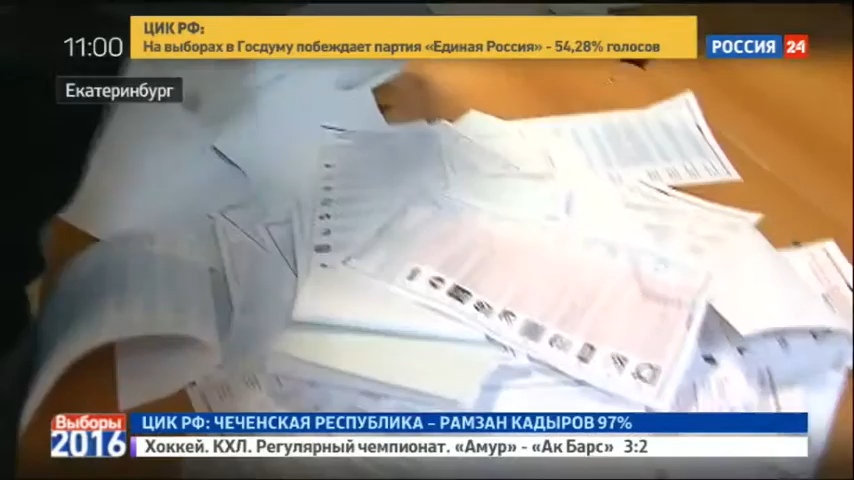 11:00
ЦИК РФ:
На выборах в Госдуму побеждает партия «Единая Россия» - 54,28% голосов
РОССИЯ 24
Екатеринбург
Выборы
2016
ЦИК РФ: ЧЕЧЕНСКАЯ РЕСПУБЛИКА – РАМЗАН КАДЫРОВ 97%
Хоккей. КХЛ. Регулярный чемпионат. «Амур» - «Ак Барс» 3:2